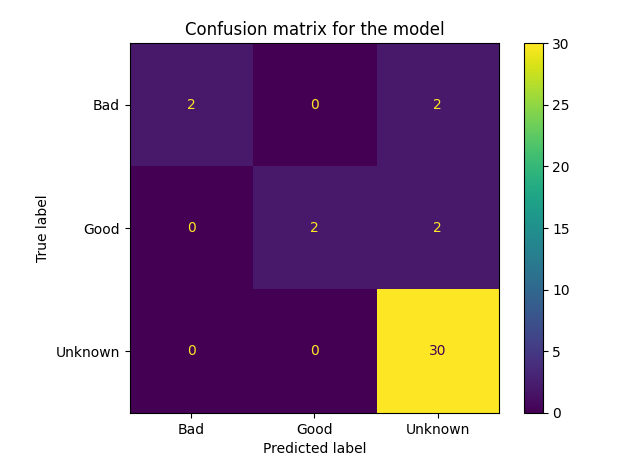 Confusion matrix for the model
True label
Bad
2
0
2
Good
0
2
2
Unknown
0
0
30
Bad
Good
Unknown
Predicted label
30
25
20
15
10
5
0